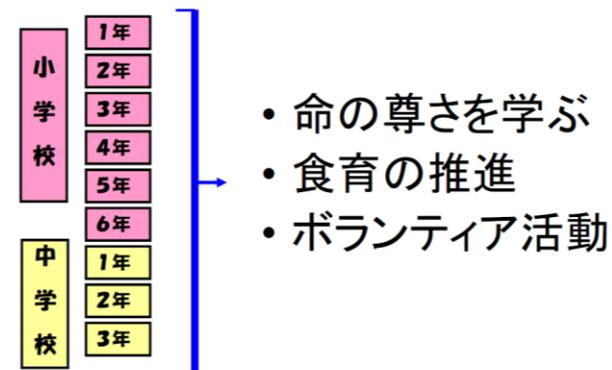 小学校
1年
2年
3年
4年
5年
6年
中学校
1年
2年
3年
• 命の尊さを学ぶ
• 食育の推進
• ボランティア活動